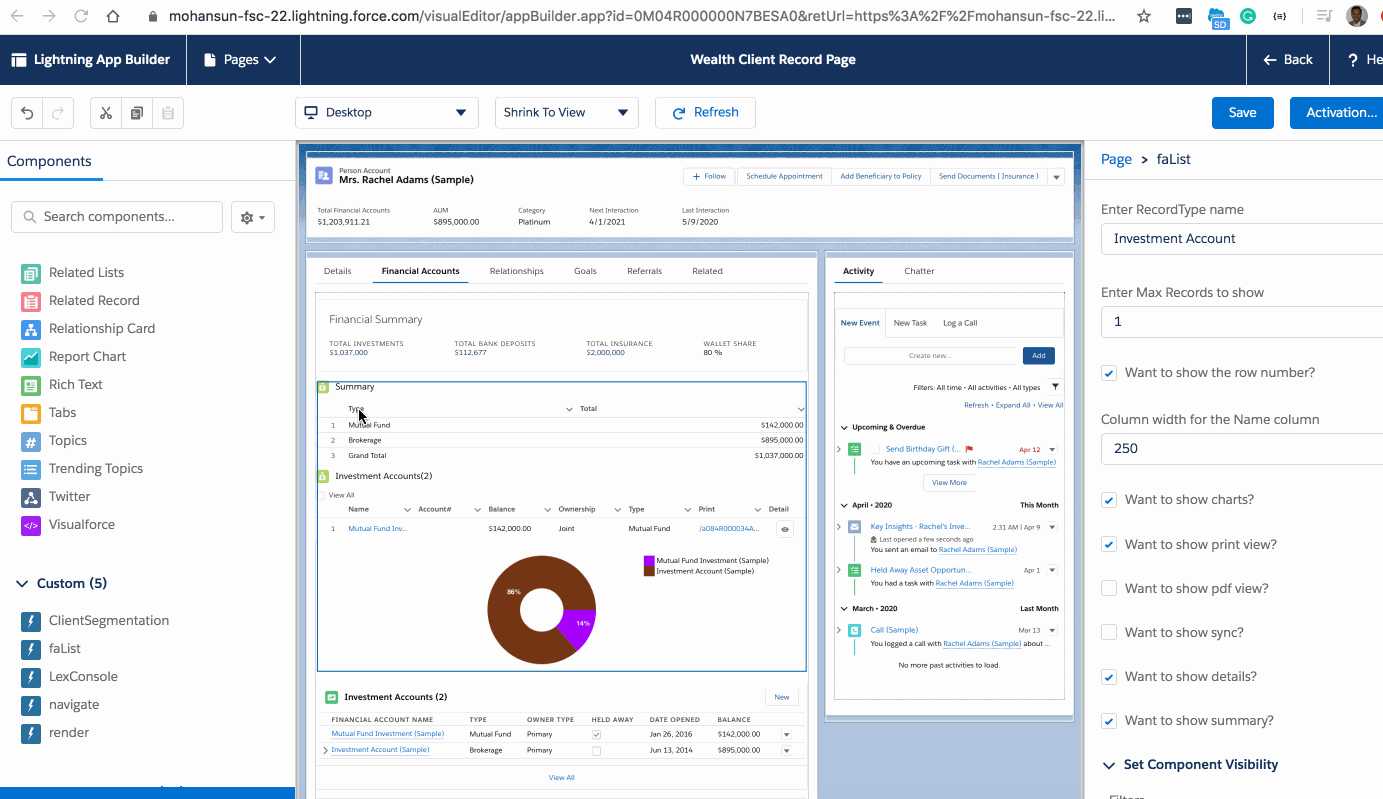 mohansun-fsc-22.lightning.force.com/visualEditor/appBuilder.app?id=0M04R000000N7BESA0&retUrl=https%3A%2F%2Fmohansun-fsc-22.li...
SD
Lightning App Builder
Pages
Wealth Client Record Page
Back
? He
Desktop
Shrink To View
Refresh
Save
Activation...
Components
Search components...
Related Lists
Related Record
Relationship Card
Report Chart
Rich Text
Tabs
Topics
Trending Topics
Twitter
Visualforce
Custom (5)
ClientSegmentation
faList
LexConsole
navigate
render
Person Account
Mrs. Rachel Adams (Sample)
+ Follow
Schedule Appointment
Add Beneficiary to Policy
Send Documents ( Insurance )
Total Financial Accounts
$1,203,911.21
AUM
$895,000.00
Category
Platinum
Next Interaction
4/1/2021
Last Interaction
5/9/2020
Details
Financial Accounts
Relationships
Goals
Referrals
Related
Financial Summary
TOTAL INVESTMENTS
$1,037,000
TOTAL BANK DEPOSITS
$112,677
TOTAL INSURANCE
$2,000,000
WALLET SHARE
80 %
Summary
Type Total
1 Mutual Fund $142,000.00
2 Brokerage $895,000.00
3 Grand Total $1,037,000.00
Investment Accounts(2)
View All
Name Account# Balance Ownership Type Print Detail
1 Mutual Fund Inv... $142,000.00 Joint Mutual Fund /a084R000034A...
Mutual Fund Investment (Sample)
Investment Account (Sample)
86%
14%
Investment Accounts (2)
New
FINANCIAL ACCOUNT NAME TYPE OWNER TYPE HELD AWAY DATE OPENED BALANCE
Mutual Fund Investment (Sample) Mutual Fund Primary Jan 26, 2016 $142,000.00
Investment Account (Sample) Brokerage Primary Jun 13, 2014 $895,000.00
View All
Activity
Chatter
New Event
New Task
Log a Call
Create new...
Add
Filters: All time • All activities • All types
Refresh • Expand All • View All
Upcoming & Overdue
Send Birthday Gift (... Apr 12
You have an upcoming task with Rachel Adams (Sample)
View More
April • 2020 This Month
Key Insights - Rachel's Inve... 2:31 AM | Apr 9
Last opened a few seconds ago
You sent an email to Rachel Adams (Sample)
Held Away Asset Opportun... Apr 1
You had a task with Rachel Adams (Sample)
March • 2020 Last Month
Call (Sample) Mar 13
You logged a call with Rachel Adams (Sample) about ...
No more past activities to load.
Page > faList
Enter RecordType name
Investment Account
Enter Max Records to show
1
Want to show the row number?
Column width for the Name column
250
Want to show charts?
Want to show print view?
Want to show pdf view?
Want to show sync?
Want to show details?
Want to show summary?
Set Component Visibility
Filters